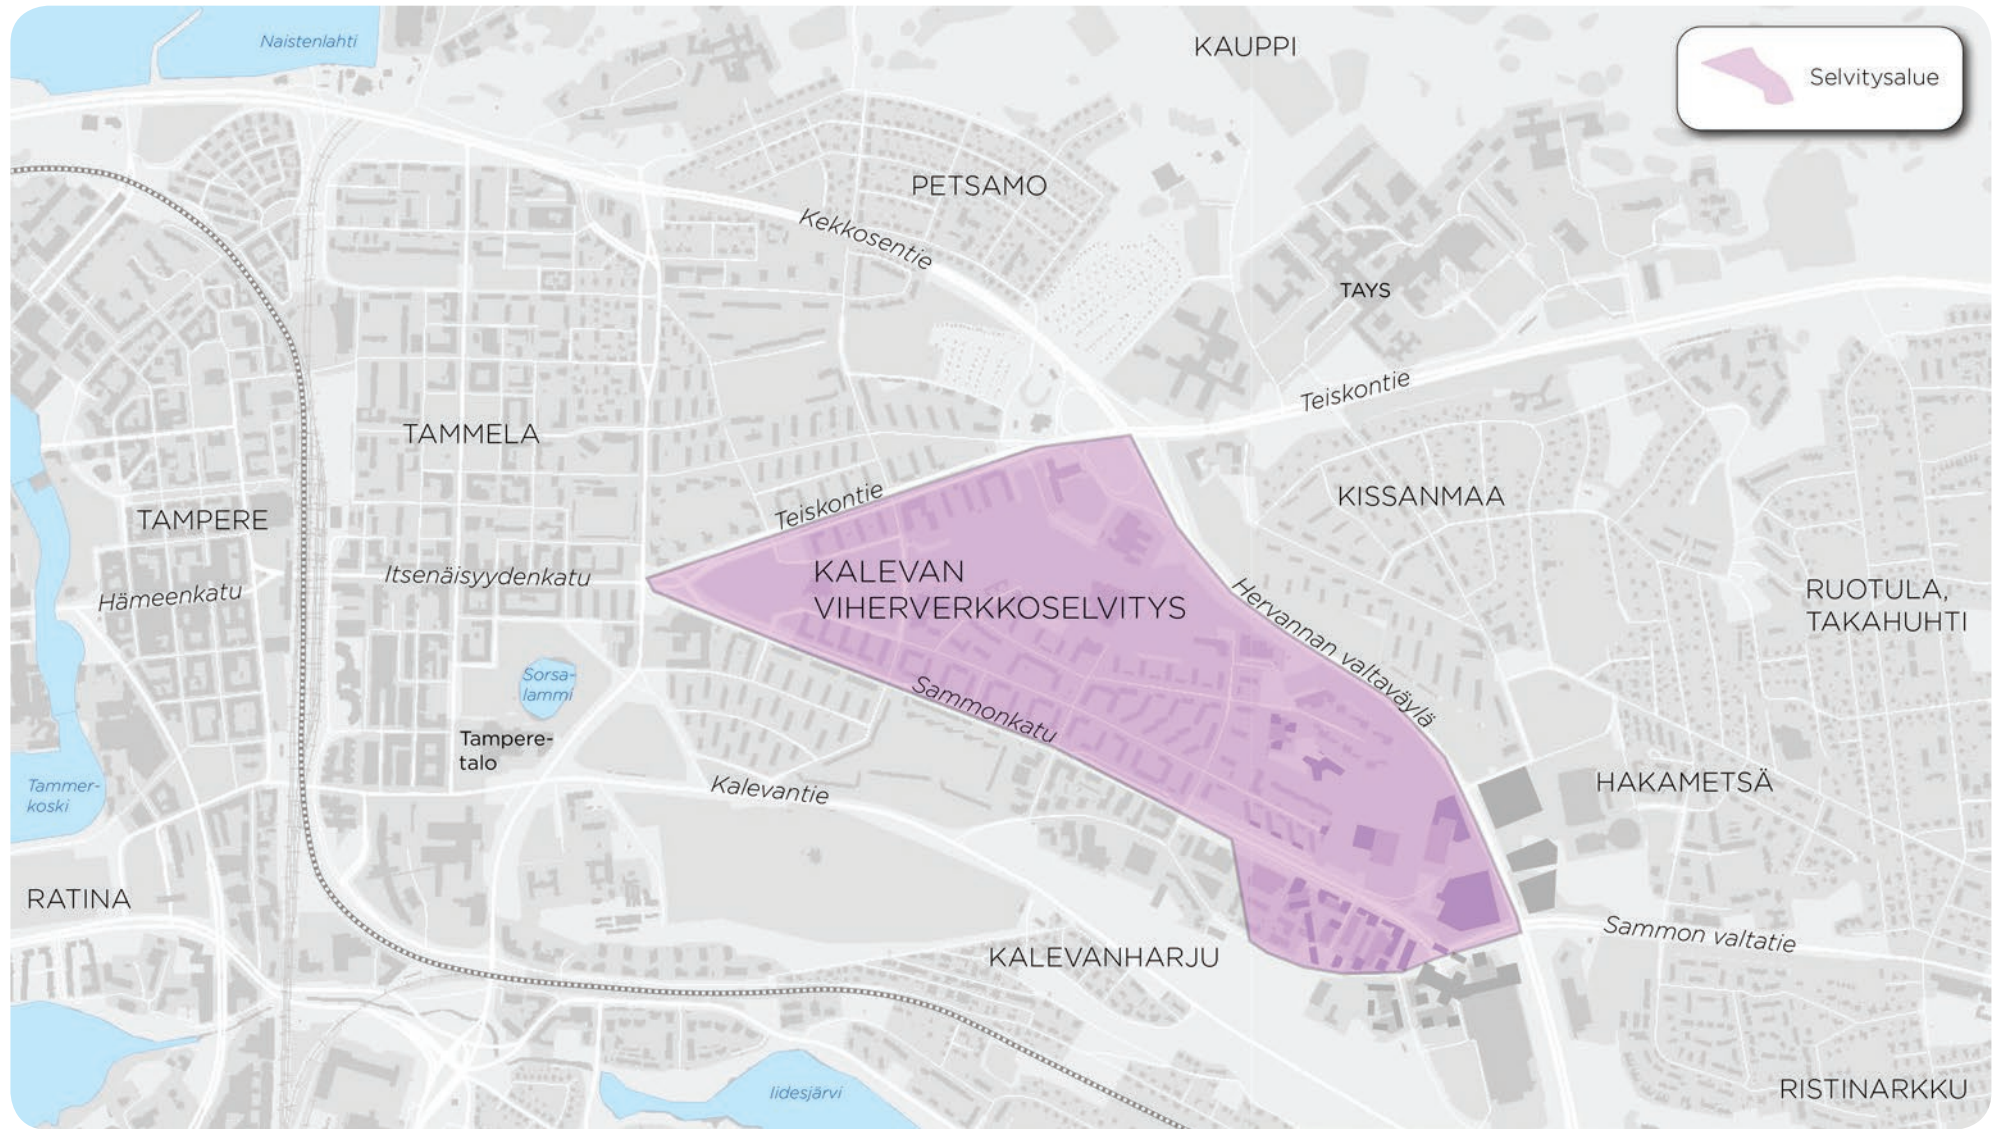 Naistenlahti
KAUPPI
Selvitysalue
PETSAMO
Kekkosentie
TAYS
Teiskontie
TAMMELA
Teiskontie
KISSANMAA
TAMPERE
KALEVAN
VIHERVERKKOSELVITYS
Itsenäisyydenkatu
Hämeenkatu
Hervannan valtaväylä
RUOTULA,
TAKAHUHTI
Sorsa-
lammi
Sammonkatu
Tampere-
talo
Kalevantie
Tammer-
koski
HAKAMETSÄ
RATINA
KALEVANHARJU
Sammon valtatie
Iidesjärvi
RISTINARKKU